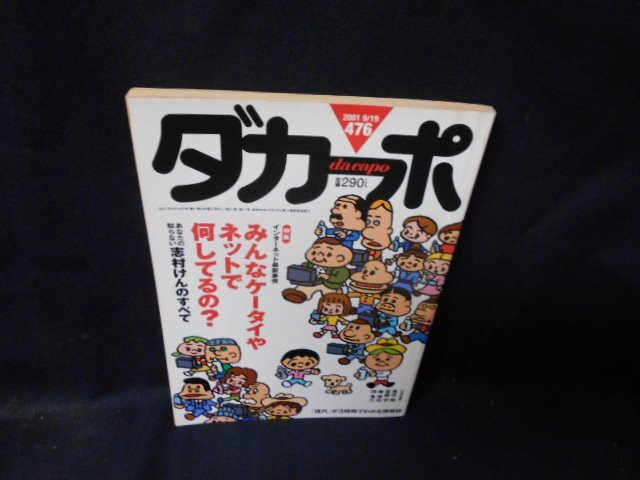 2001 9/19
476
ダカーポ
da capo
定価290円
特集
インターネット最新事情
みんなケータイや
ネットで
何してるの?
あなたの
知らない
志村けんのすべて
「現代」が3時間でわかる情報誌